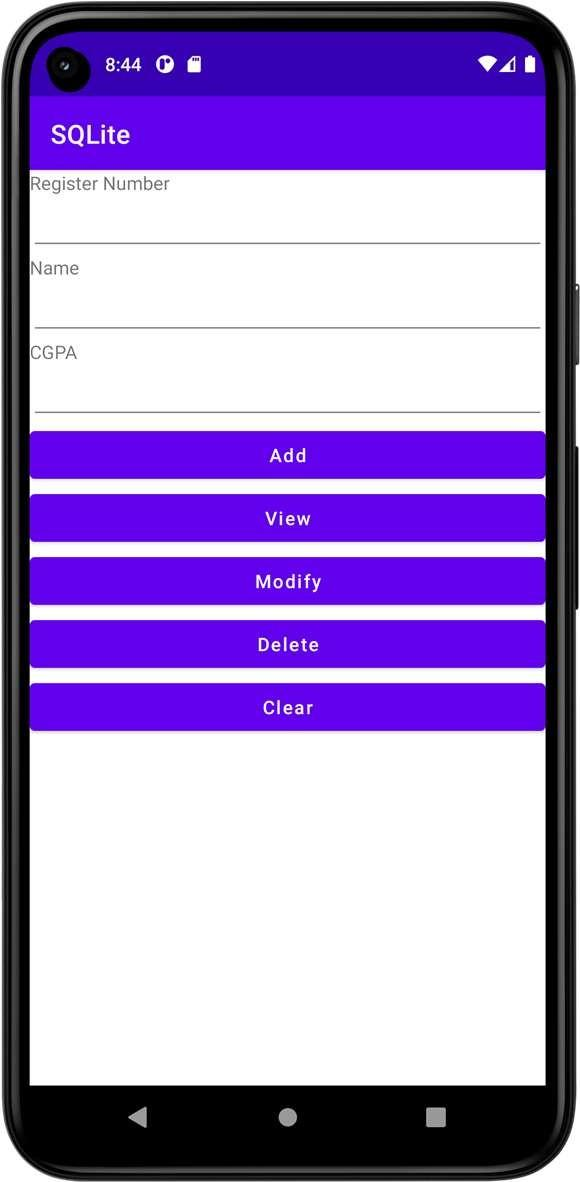 8:44
SQLite
Register Number
Name
CGPA
Add
View
Modify
Delete
Clear